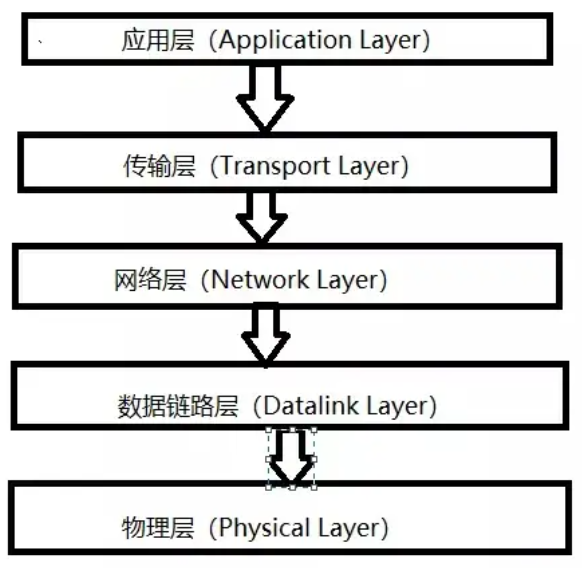 应用层（Application Layer）
传输层（Transport Layer）
网络层（Network Layer）
数据链路层（Datalink Layer）
物理层（Physical Layer）